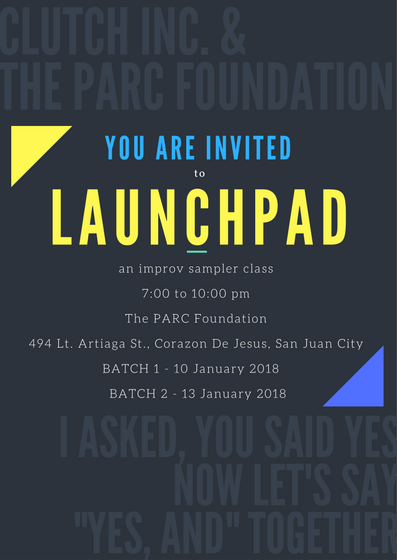 CLUTCH INC. &
THE PARC FOUNDATION
YOU ARE INVITED
to
LAUNCHPAD
an improv sampler class
7:00 to 10:00 pm
The PARC Foundation
494 Lt. Artiaga St., Corazon De Jesus, San Juan City
BATCH 1 - 10 January 2018
BATCH 2 - 13 January 2018
I ASKED, YOU SAID YES
NOW LET'S SAY
"YES, AND" TOGETHER